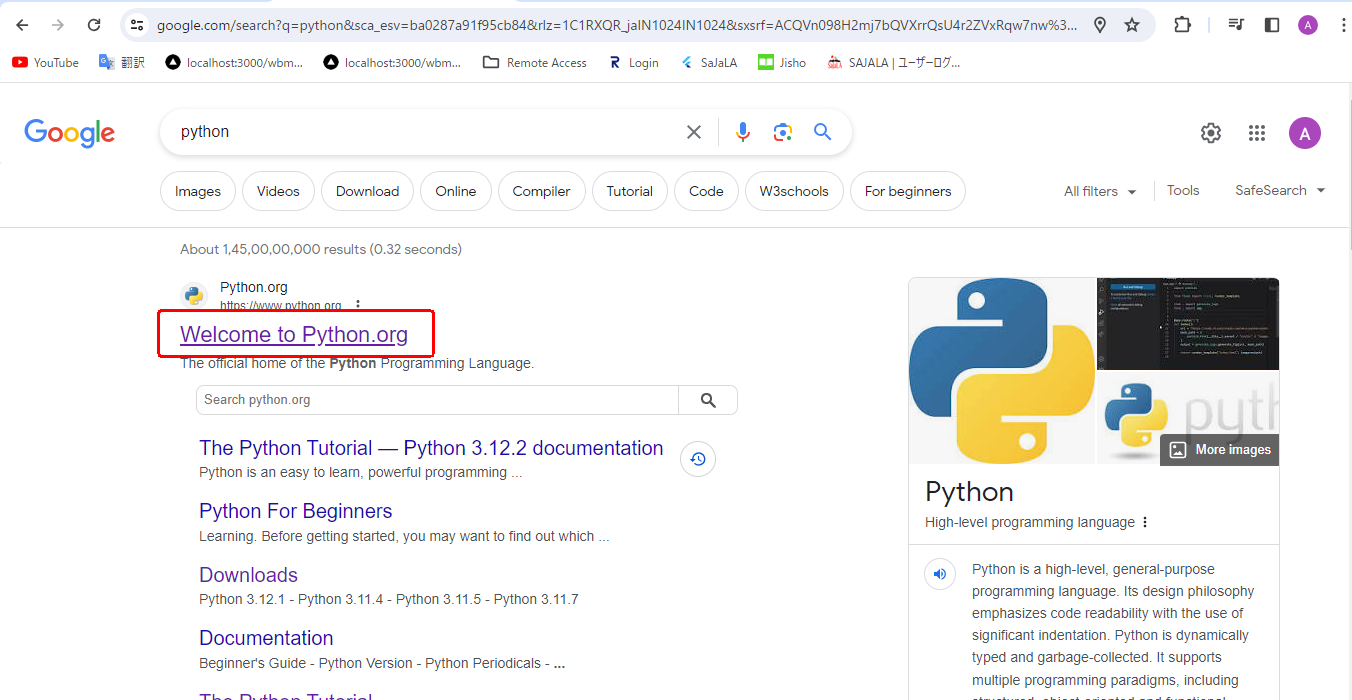 google.com/search?q=python&sca_esv=ba0287a91f95cb84&rlz=1C1RXQR_jaIN1024IN1024&sxsrf=ACQVn098H2mj7bQVXrrQsU4r2ZVxRqw7nw%3...
A
YouTube
翻訳
localhost:3000/wbm...
localhost:3000/wbm...
Remote Access
Login
SaJaLA
Jisho
SAJALA | ユーザーログ...
Google
python
A
Images
Videos
Download
Online
Compiler
Tutorial
Code
W3schools
For beginners
All filters
Tools
SafeSearch
About 1,45,00,00,000 results (0.32 seconds)
Python.org
https://www.python.org
Welcome to Python.org
The official home of the Python Programming Language.
Search python.org
The Python Tutorial — Python 3.12.2 documentation
Python is an easy to learn, powerful programming ...
Python For Beginners
Learning. Before getting started, you may want to find out which ...
Downloads
Python 3.12.1 - Python 3.11.4 - Python 3.11.5 - Python 3.11.7
Documentation
Beginner's Guide - Python Version - Python Periodicals - ...
The Python Tutorial
pyth
More images
Python
High-level programming language
Python is a high-level, general-purpose
programming language. Its design philosophy
emphasizes code readability with the use of
significant indentation. Python is dynamically
typed and garbage-collected. It supports
multiple programming paradigms, including
structured, object-oriented and functional